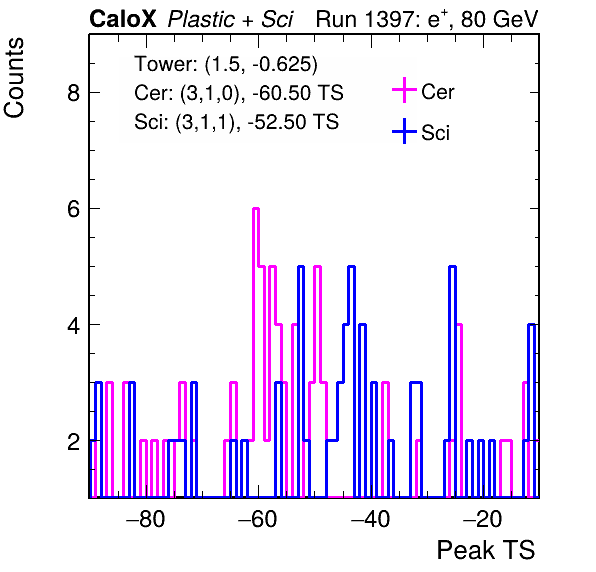 CaloX Plastic + Sci Run 1397: e⁺, 80 GeV
Counts
Tower: (1.5, -0.625)
Cer: (3,1,0), -60.50 TS
Sci: (3,1,1), -52.50 TS
Cer
Sci
8
6
4
2
−80 −60 −40 −20
Peak TS